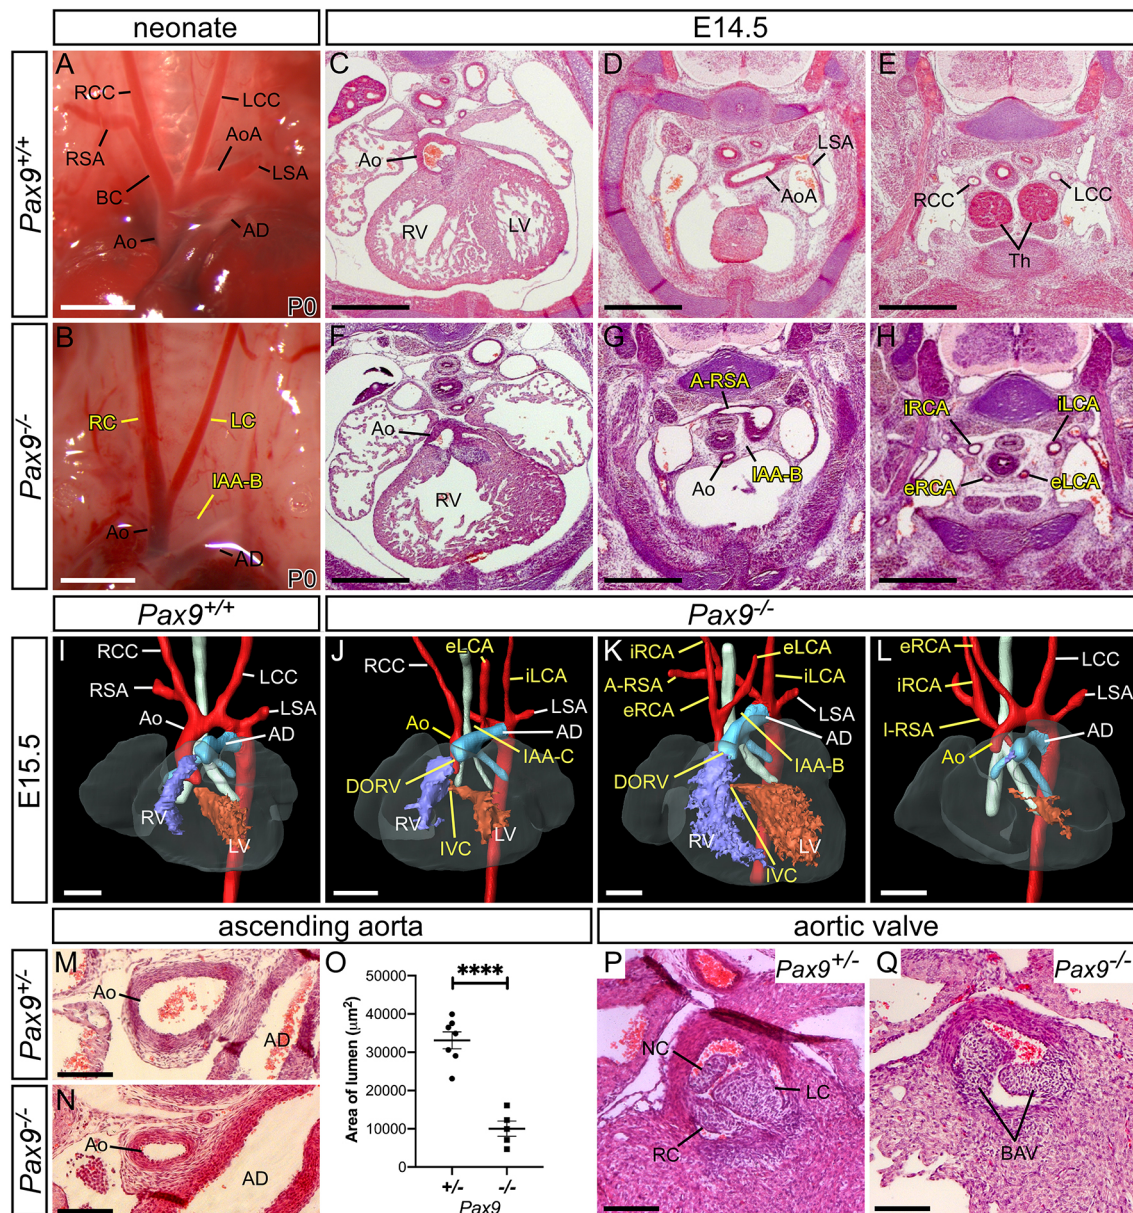 neonate
E14.5
Pax9+/+
A
RCC
LCC
RSA
AoA
BC
LSA
Ao
AD
P0
C
Ao
RV
LV
D
LSA
AoA
E
RCC
LCC
Th
Pax9-/-
B
RC
LC
IAA-B
Ao
AD
P0
F
Ao
RV
G
A-RSA
Ao
IAA-B
H
iRCA
iLCA
eRCA
eLCA
Pax9+/+
Pax9-/-
E15.5
I
RCC
LCC
RSA
Ao
LSA
AD
RV
LV
J
RCC
eLCA
iLCA
LSA
Ao
AD
IAA-C
DORV
RV
LV
IVC
K
iRCA
eLCA
A-RSA
iLCA
eRCA
LSA
AD
DORV
IAA-B
RV
LV
IVC
L
eRCA
LCC
iRCA
LSA
I-RSA
AD
Ao
ascending aorta
aortic valve
Pax9+/-
M
Ao
AD
Pax9-/-
N
Ao
AD
O
****
50000
40000
30000
20000
10000
0
Area of lumen (µm2)
+/-
-/-
Pax9
P
Pax9+/-
NC
LC
RC
Q
Pax9-/-
BAV